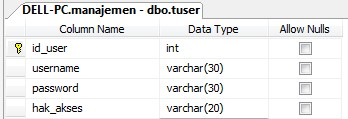 DELL-PC.manajemen - dbo.tuser
Column Name Data Type Allow Nulls
id_user int
username varchar(30)
password varchar(30)
hak_akses varchar(20)